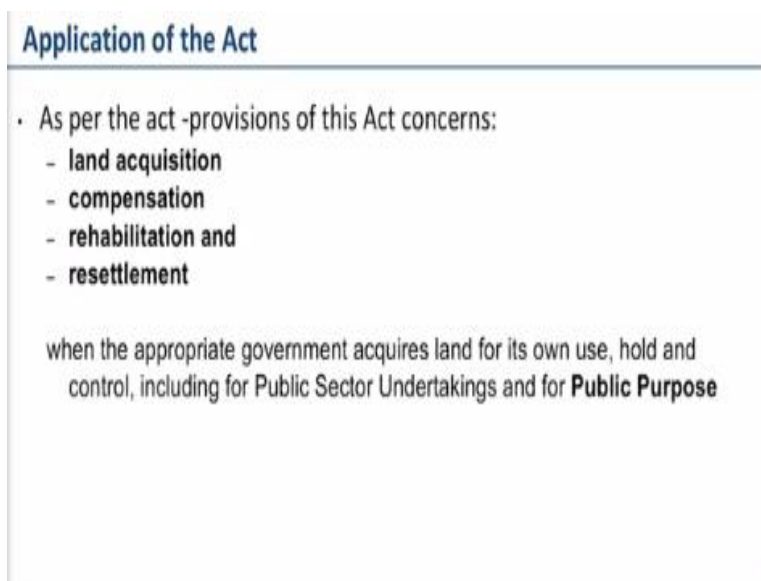 Application of the Act
· As per the act -provisions of this Act concerns:
- land acquisition
- compensation
- rehabilitation and
- resettlement
when the appropriate government acquires land for its own use, hold and
control, including for Public Sector Undertakings and for Public Purpose